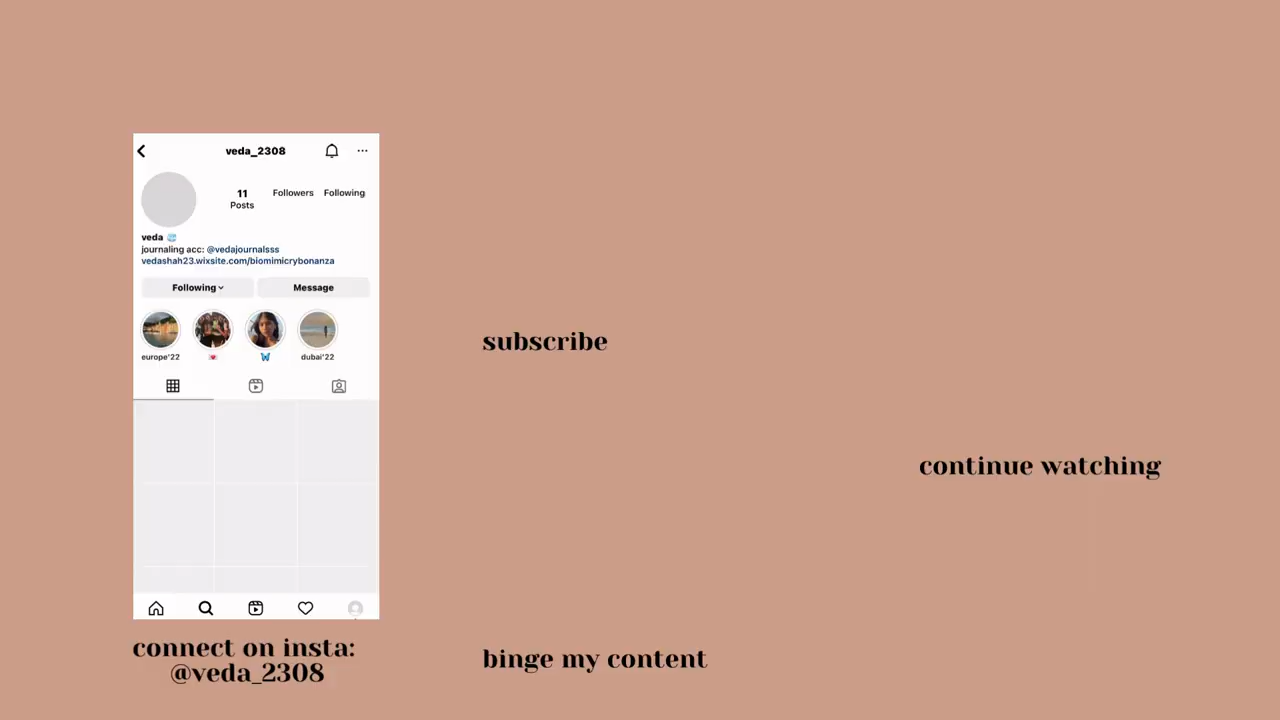 veda_2308
11
Posts
Followers
Following
veda
journaling acc: @vedajournalsss
vedashah23.wixsite.com/biomimicrybonanza
Following
Message
europe'22
dubai'22
connect on insta:
@veda_2308
subscribe
binge my content
continue watching